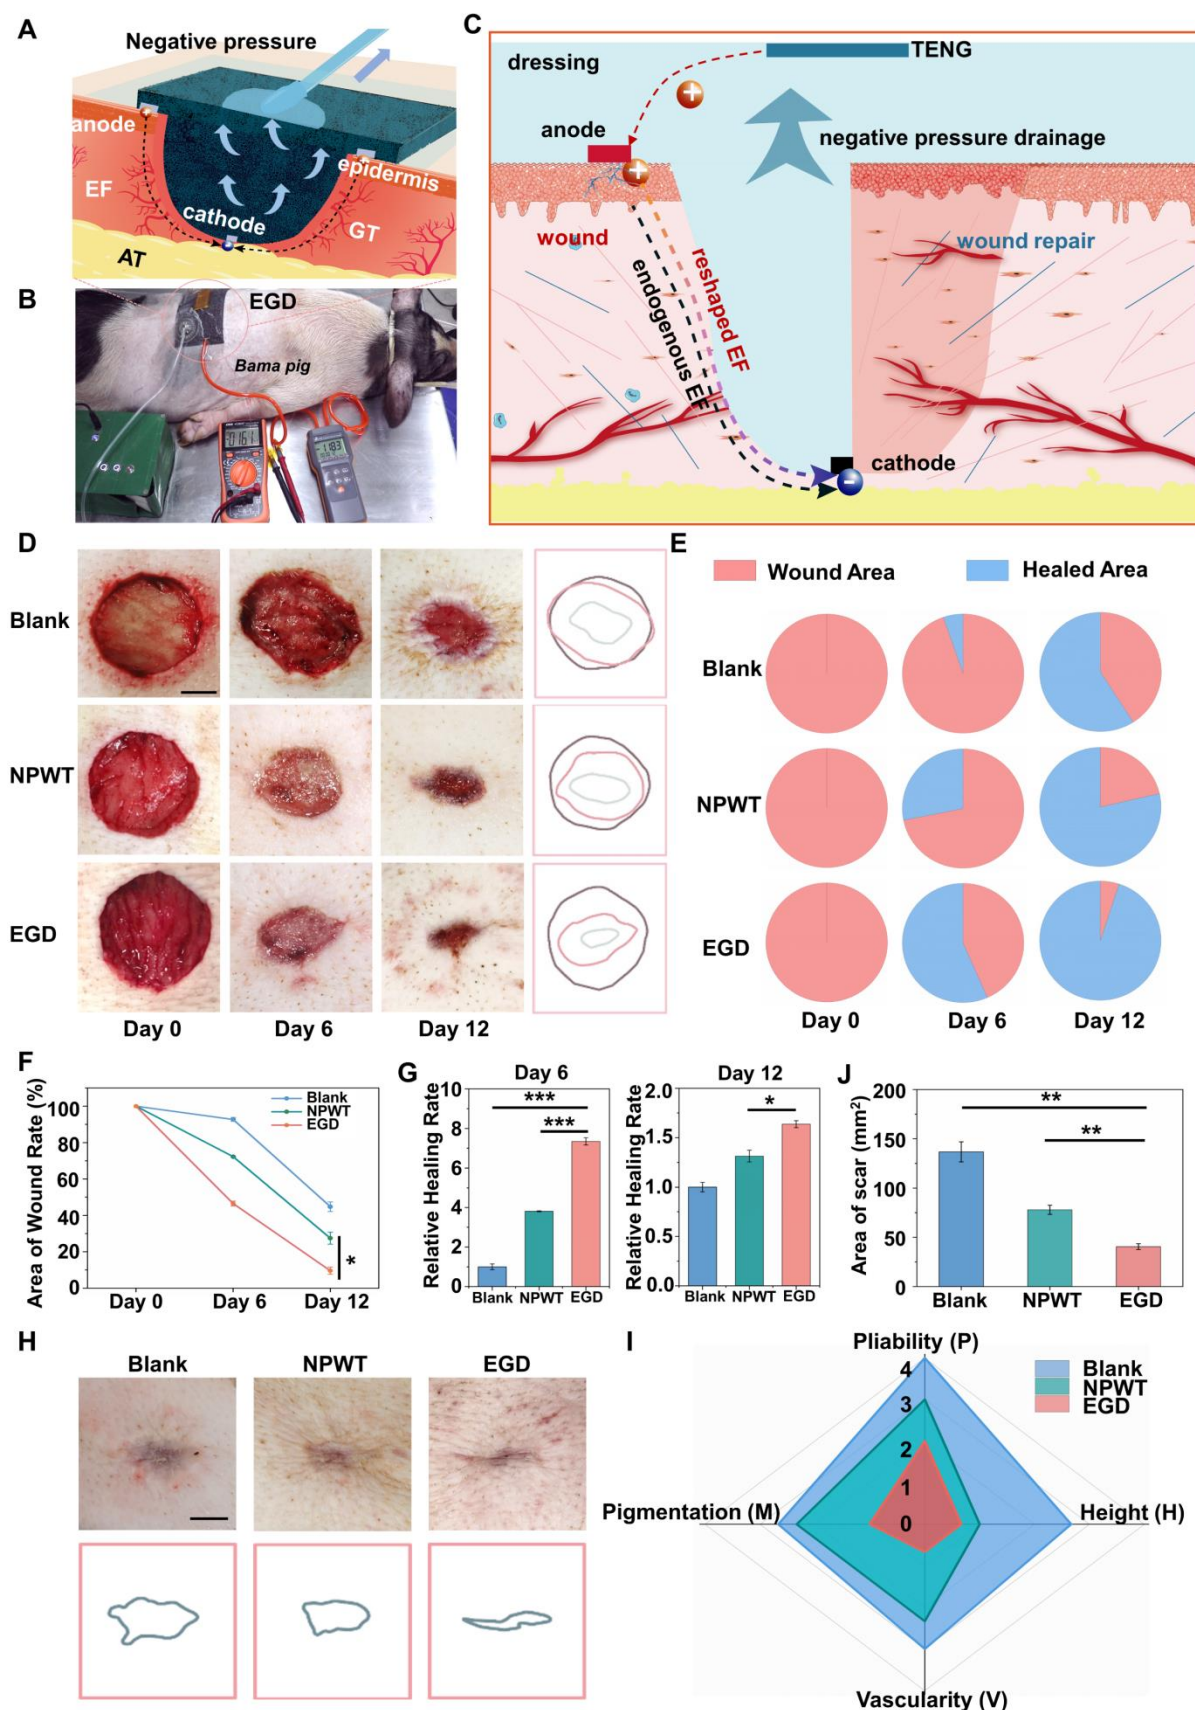 A
Negative pressure
anode
epidermis
EF
cathode
GT
AT
B
EGD
Bama pig
C
dressing
TENG
anode
negative pressure drainage
wound
wound repair
reshaped EF
endogenous EF
cathode
D
Blank
NPWT
EGD
Day 0
Day 6
Day 12
E
Wound Area
Healed Area
Blank
NPWT
EGD
Day 0
Day 6
Day 12
F
Area of Wound Rate (%)
100
80
60
40
20
10
0
Blank
NPWT
EGD
Day 0
Day 6
Day 12
*
G
Day 6
Relative Healing Rate
10
8
6
4
2
0
***
***
Blank
NPWT
EGD
Day 12
Relative Healing Rate
2.0
1.5
1.0
0.5
0.0
*
Blank
NPWT
EGD
J
Area of scar (mm²)
200
150
100
50
0
**
**
Blank
NPWT
EGD
H
Blank
NPWT
EGD
I
Pliability (P)
4
3
2
1
0
Blank
NPWT
EGD
Pigmentation (M)
Height (H)
Vascularity (V)